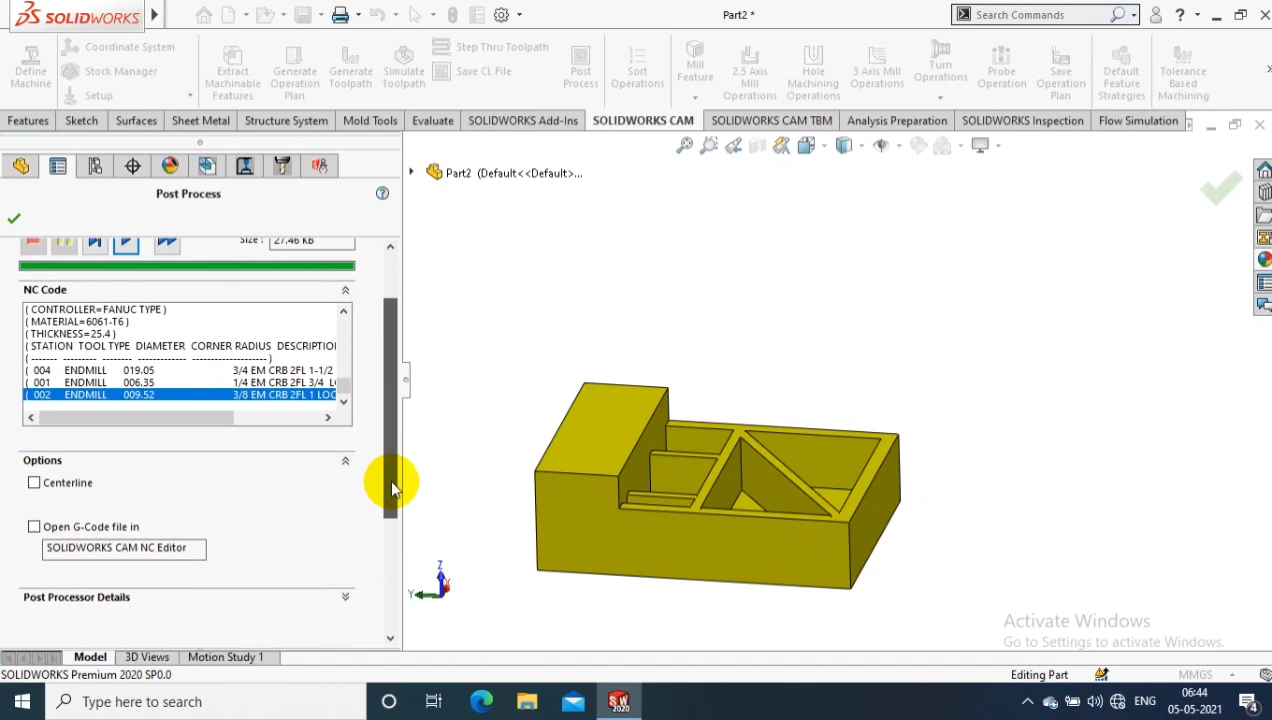 SOLIDWORKS
Part2 *
Search Commands
Define Machine
Coordinate System
Stock Manager
Setup
Extract Machinable Features
Generate Operation Plan
Generate Toolpath
Simulate Toolpath
Step Thru Toolpath
Save CL File
Post Process
Sort Operations
Mill Feature
2.5 Axis Mill Operations
Hole Machining Operations
3 Axis Mill Operations
Turn Operations
Probe Operation
Save Operation Plan
Default Feature Strategies
Tolerance Based Machining
Features
Sketch
Surfaces
Sheet Metal
Structure System
Mold Tools
Evaluate
SOLIDWORKS Add-Ins
SOLIDWORKS CAM
SOLIDWORKS CAM TBM
Analysis Preparation
SOLIDWORKS Inspection
Flow Simulation
Part2 (Default<<Default>...
Post Process
Size : 27.46 KB
NC Code
( CONTROLLER=FANUC TYPE )
( MATERIAL=6061-T6 )
( THICKNESS=25.4 )
( STATION TOOL TYPE DIAMETER CORNER RADIUS DESCRIPTION
( ------- --------- -------- ------------- -------------------- )
( 004 ENDMILL 019.05 3/4 EM CRB 2FL 1-1/2
( 001 ENDMILL 006.35 1/4 EM CRB 2FL 3/4 LO
( 002 ENDMILL 009.52 3/8 EM CRB 2FL 1 LOC
Options
Centerline
Open G-Code file in
SOLIDWORKS CAM NC Editor
Post Processor Details
Z
Y
Activate Windows
Go to Settings to activate Windows.
Model
3D Views
Motion Study 1
SOLIDWORKS Premium 2020 SP0.0
Editing Part
MMGS
Type here to search
SW
2020
ENG
06:44
05-05-2021
4